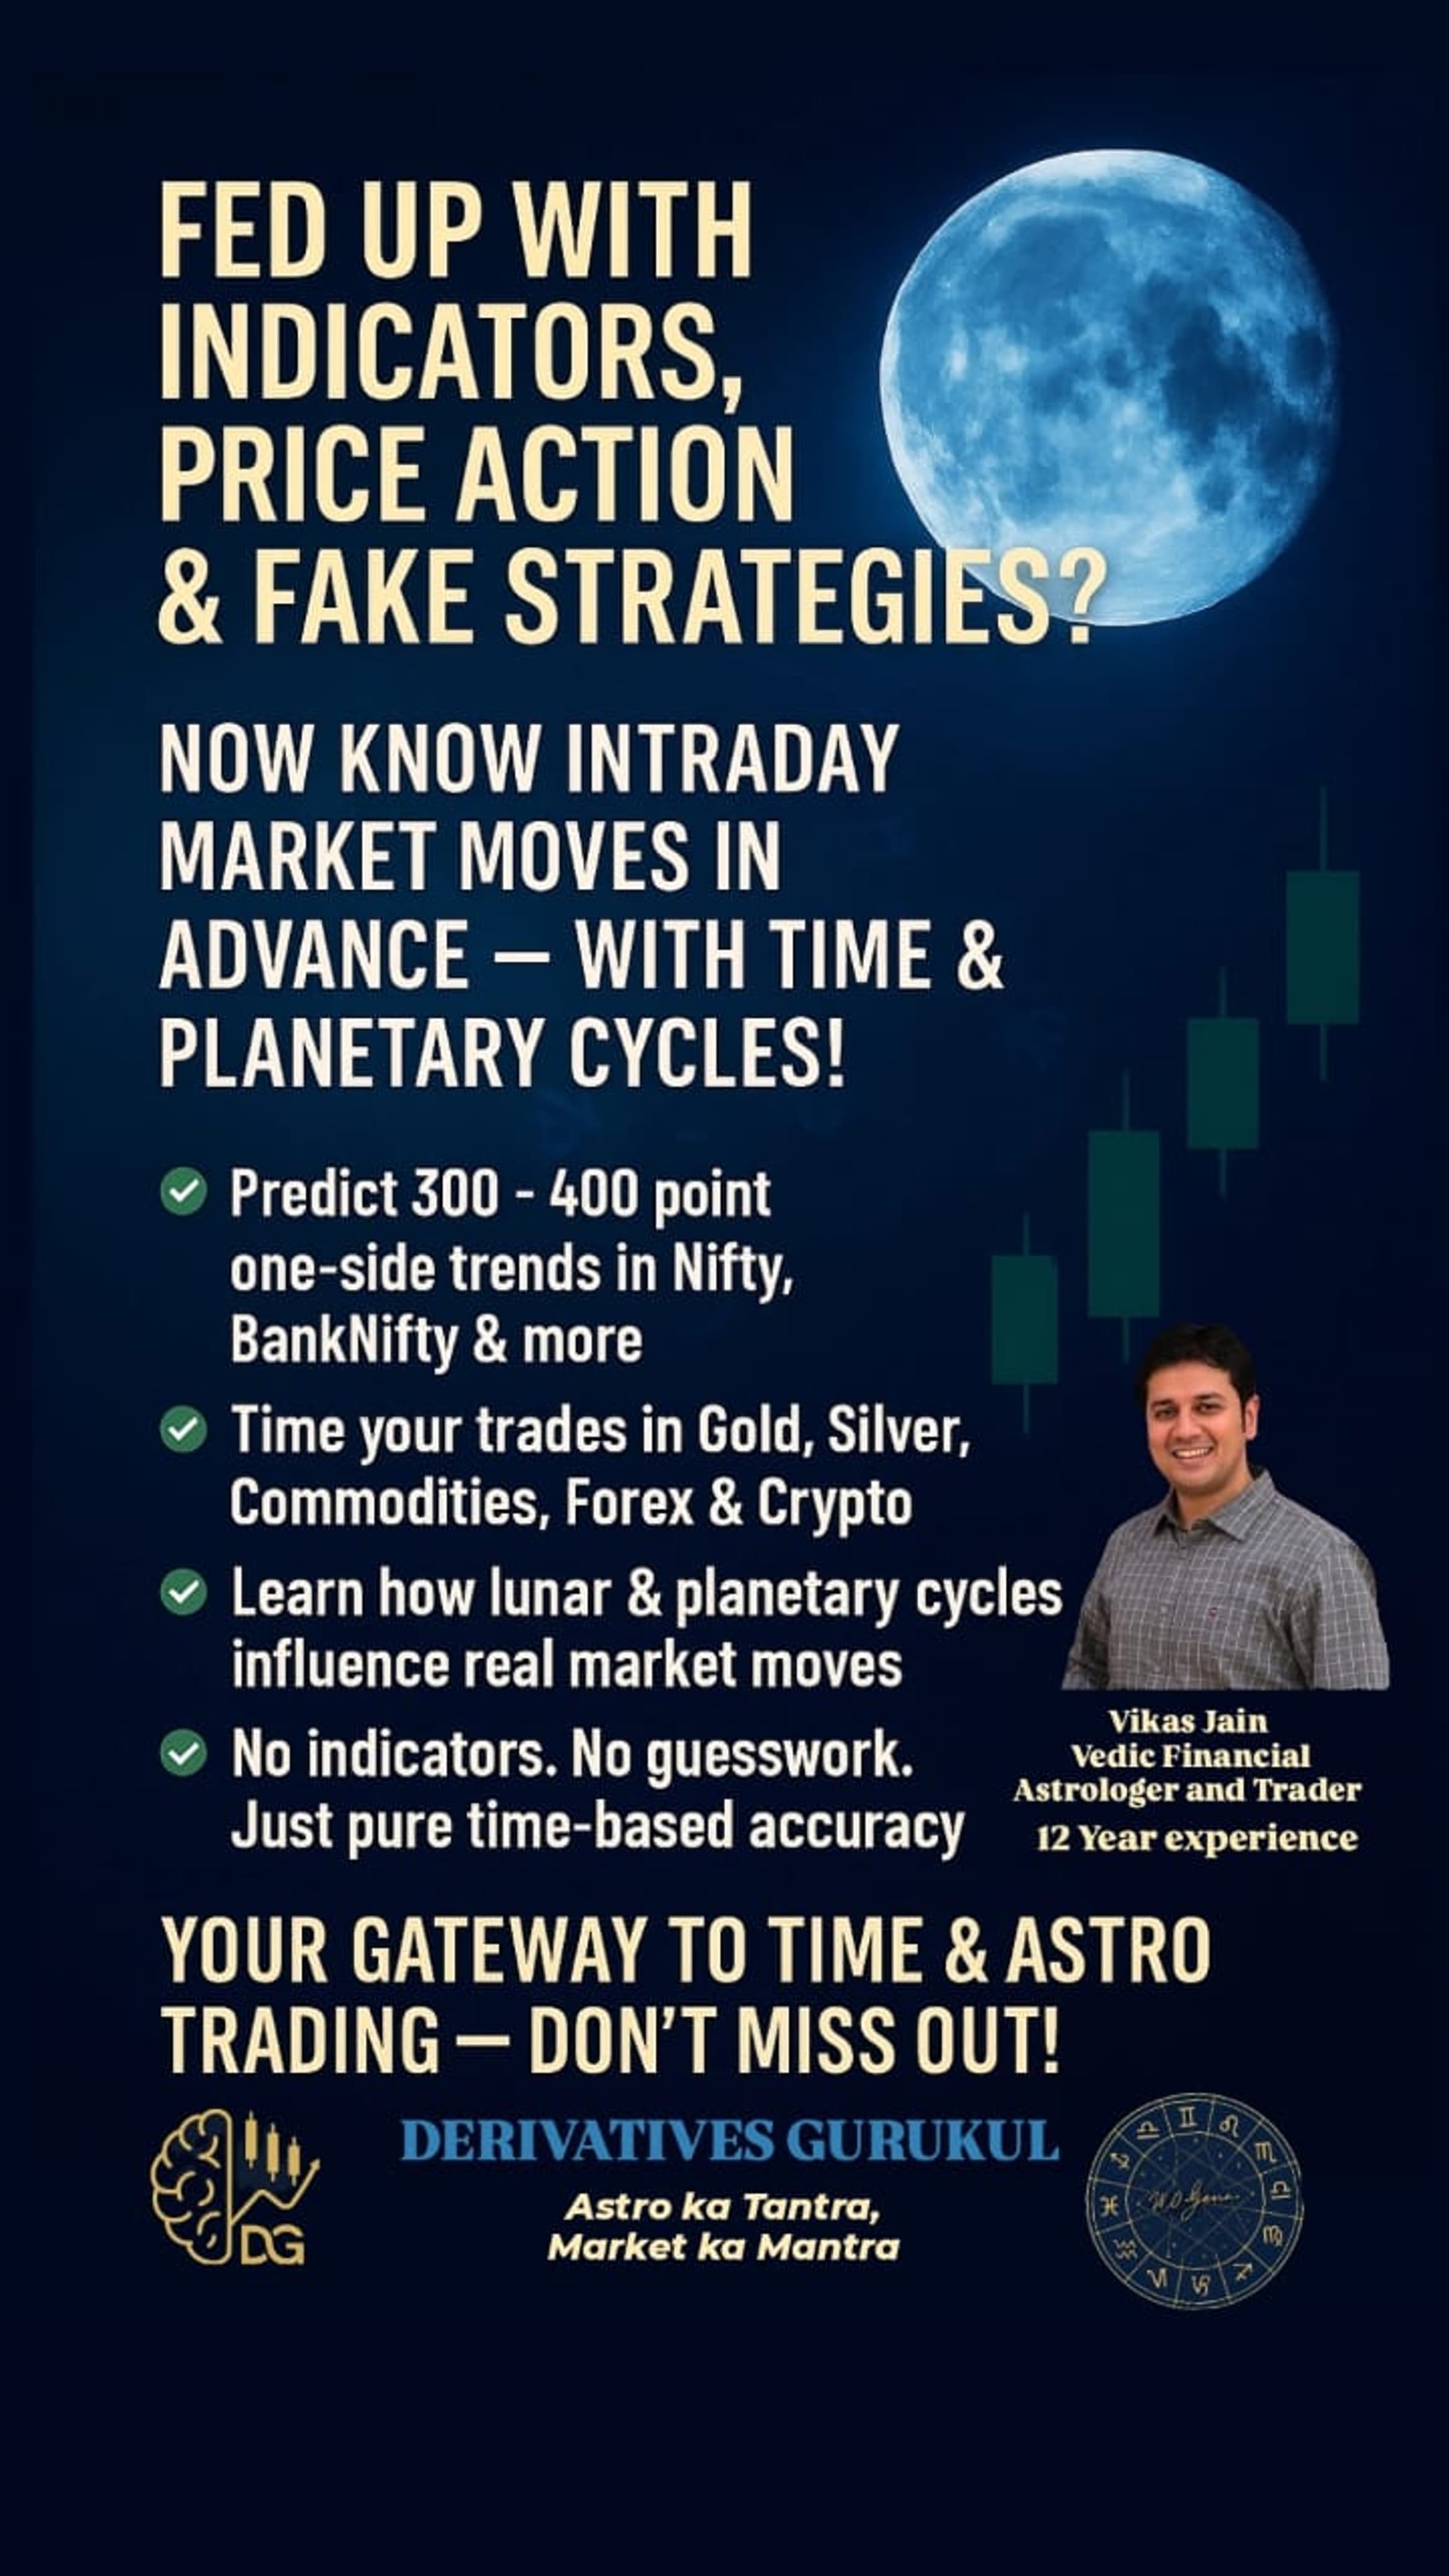 FED UP WITH
INDICATORS,
PRICE ACTION
& FAKE STRATEGIES?
NOW KNOW INTRADAY
MARKET MOVES IN
ADVANCE — WITH TIME &
PLANETARY CYCLES!
Predict 300 - 400 point
one-side trends in Nifty,
BankNifty & more
Time your trades in Gold, Silver,
Commodities, Forex & Crypto
Learn how lunar & planetary cycles
influence real market moves
No indicators. No guesswork.
Just pure time-based accuracy
Vikas Jain
Vedic Financial
Astrologer and Trader
12 Year experience
YOUR GATEWAY TO TIME & ASTRO
TRADING — DON'T MISS OUT!
DG
DERIVATIVES GURUKUL
Astro ka Tantra,
Market ka Mantra